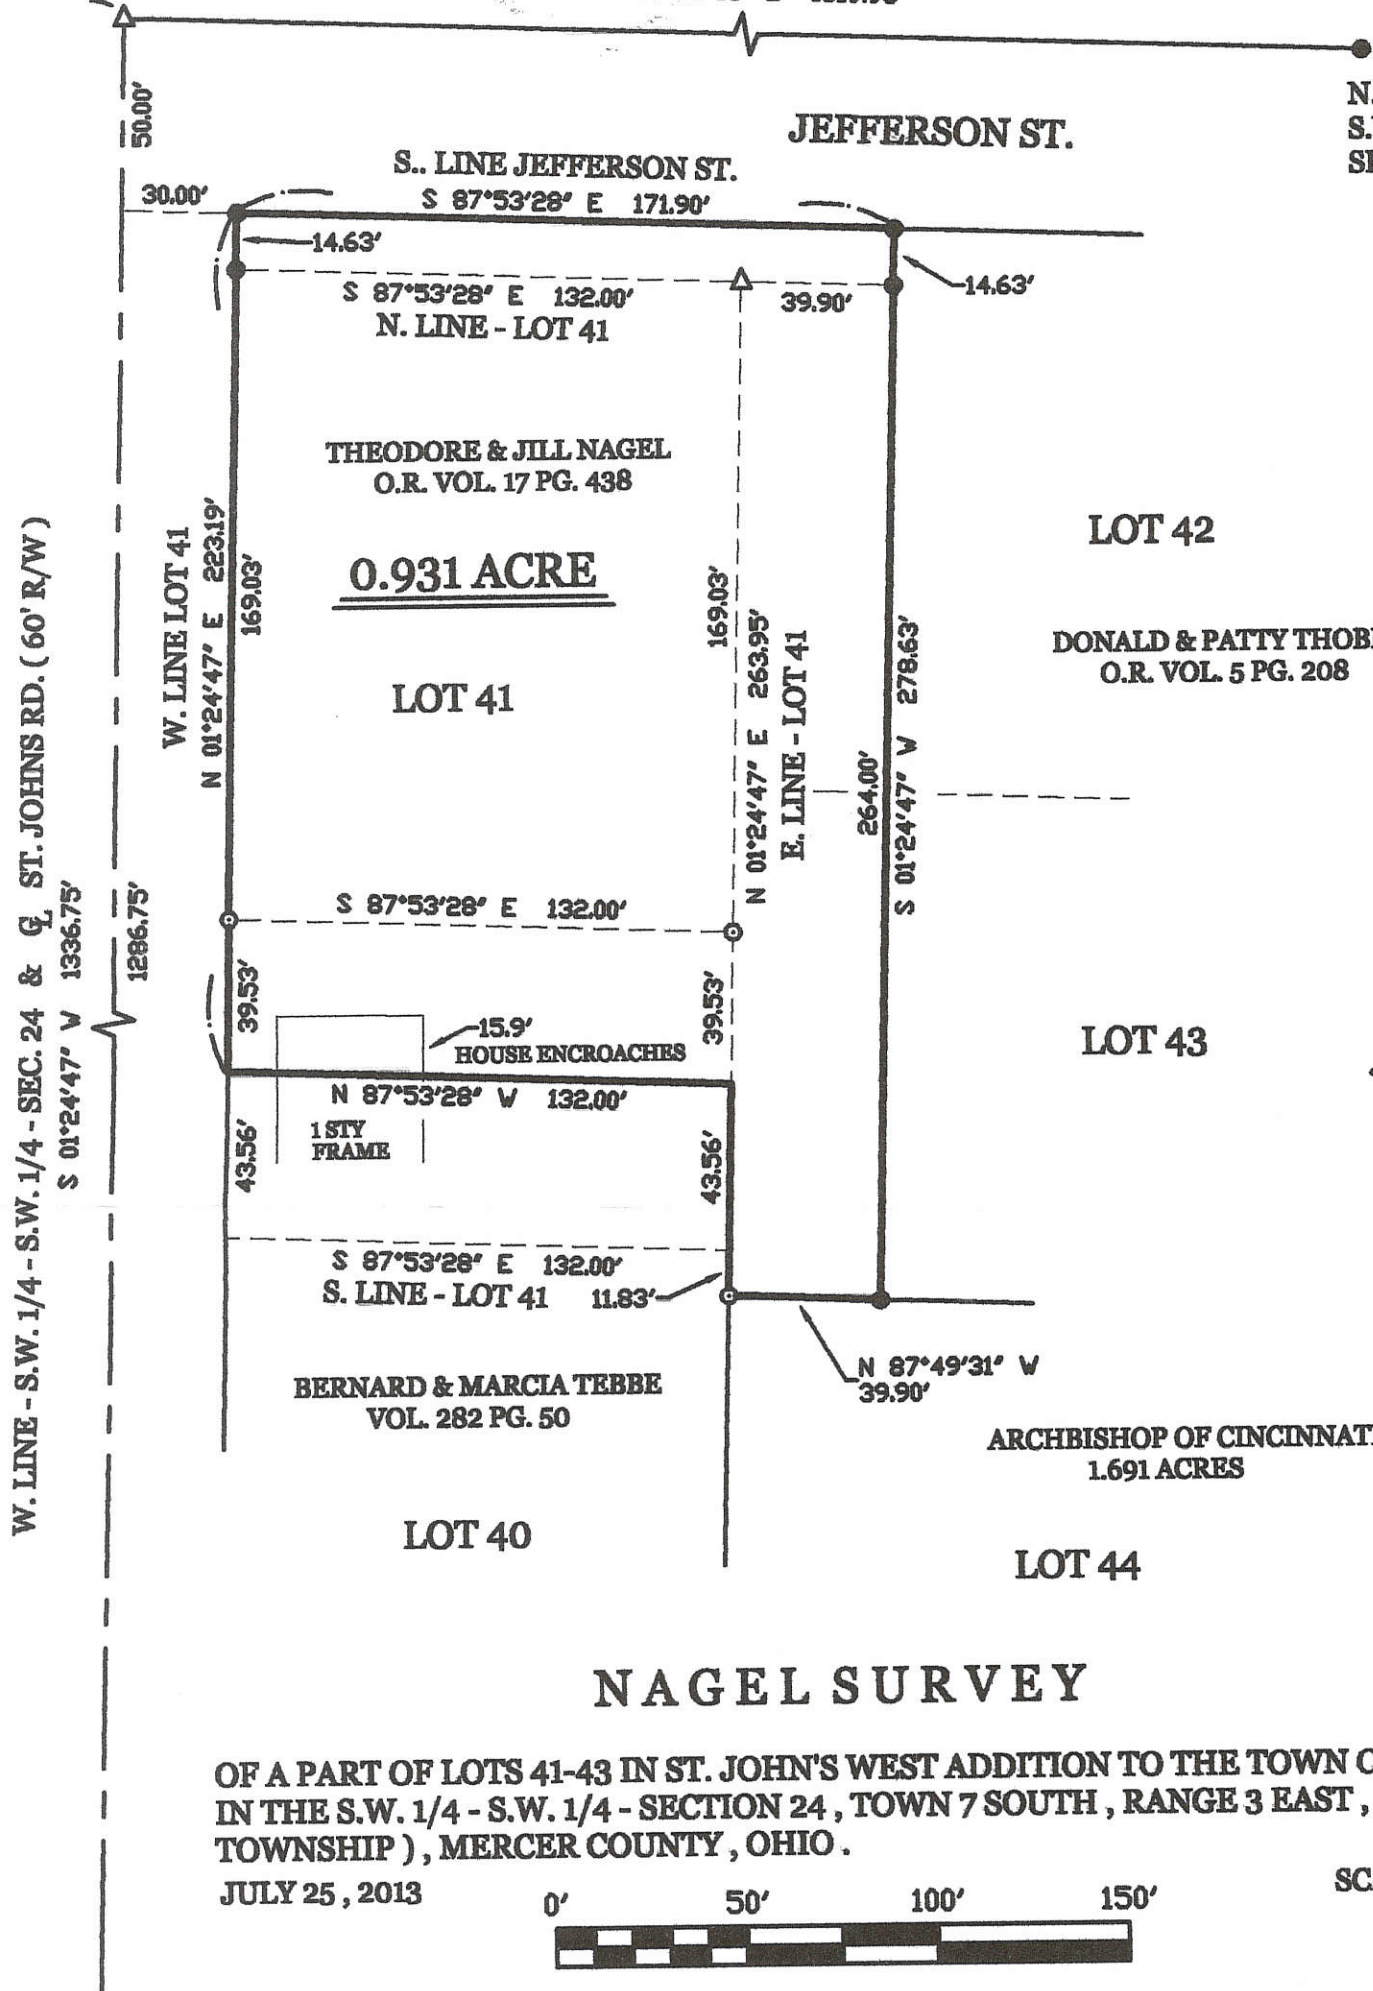 50.00'
JEFFERSON ST.
S.. LINE JEFFERSON ST.
30.00'
S 87°53'28" E 171.90'
14.63'
14.63'
S 87°53'28" E 132.00'
39.90'
N. LINE - LOT 41
THEODORE & JILL NAGEL
O.R. VOL. 17 PG. 438
0.931 ACRE
LOT 41
LOT 42
DONALD & PATTY
O.R. VOL. 5 PG. 208
W. LINE LOT 41
N 01°24'47" E 223.19'
169.03'
169.03'
N 01°24'47" E 263.95'
E. LINE - LOT 41
264.00'
S 01°24'47" W 278.63'
W. LINE - S.W. 1/4 - S.W. 1/4 - SEC. 24 & ℄ ST. JOHNS RD. ( 60' R/W )
S 01°24'47" W 1336.75'
1286.75'
S 87°53'28" E 132.00'
39.53'
39.53'
15.9'
HOUSE ENCROACHES
N 87°53'28" W 132.00'
1 STY
FRAME
43.56'
43.56'
LOT 43
S 87°53'28" E 132.00'
S. LINE - LOT 41
11.83'
N 87°49'31" W
39.90'
BERNARD & MARCIA TEBBE
VOL. 282 PG. 50
ARCHBISHOP OF CINCINNATI
1.691 ACRES
LOT 40
LOT 44
NAGEL SURVEY
OF A PART OF LOTS 41-43 IN ST. JOHN'S WEST ADDITION TO THE TOWN
IN THE S.W. 1/4 - S.W. 1/4 - SECTION 24 , TOWN 7 SOUTH , RANGE 3 EAST ,
TOWNSHIP ) , MERCER COUNTY , OHIO .
JULY 25 , 2013
0' 50' 100' 150'